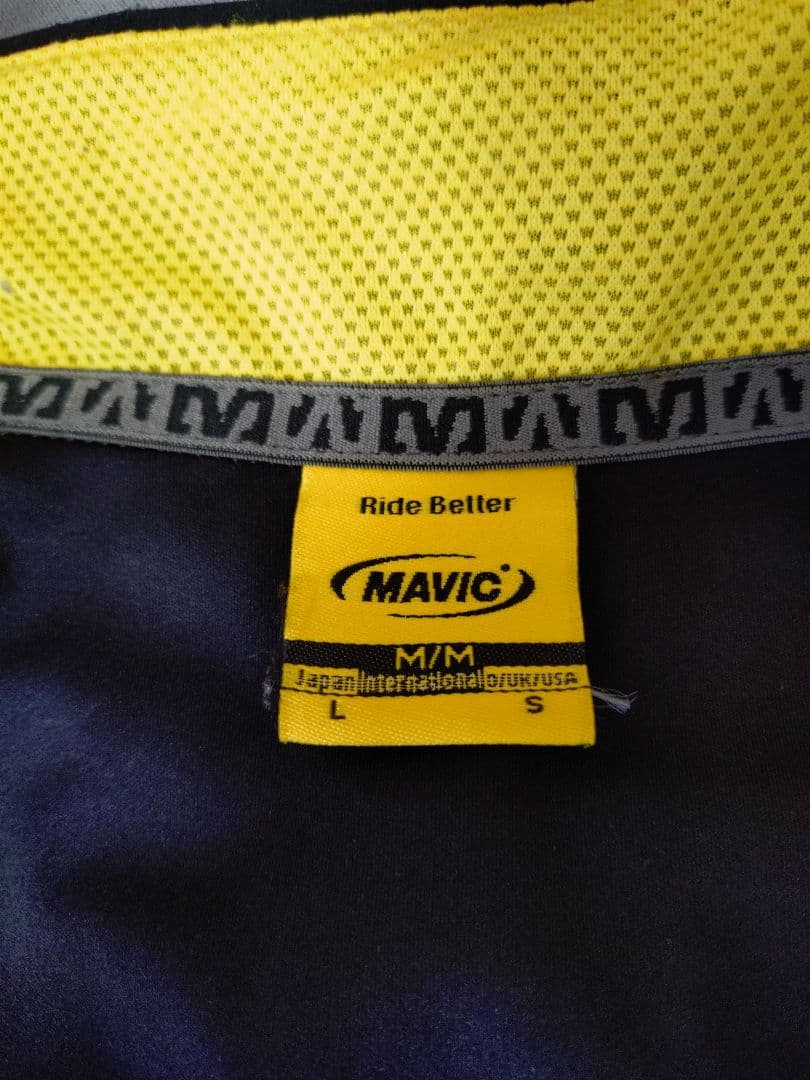 Ride Better
MAVIC
M/M
Japan International D/UK/USA
L S